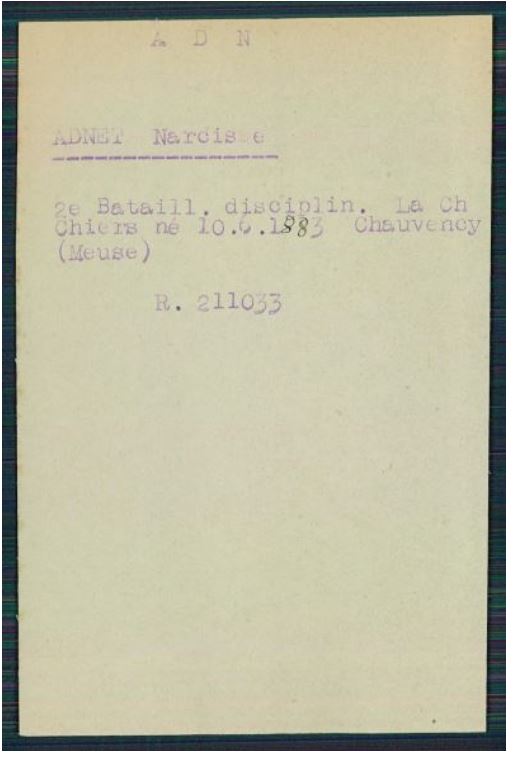 A D N
ADNET Narcisse
2e Bataill. disciplin. La Ch
Chiers né 10.6.1883 Chauvency
(Meuse)
R. 211033